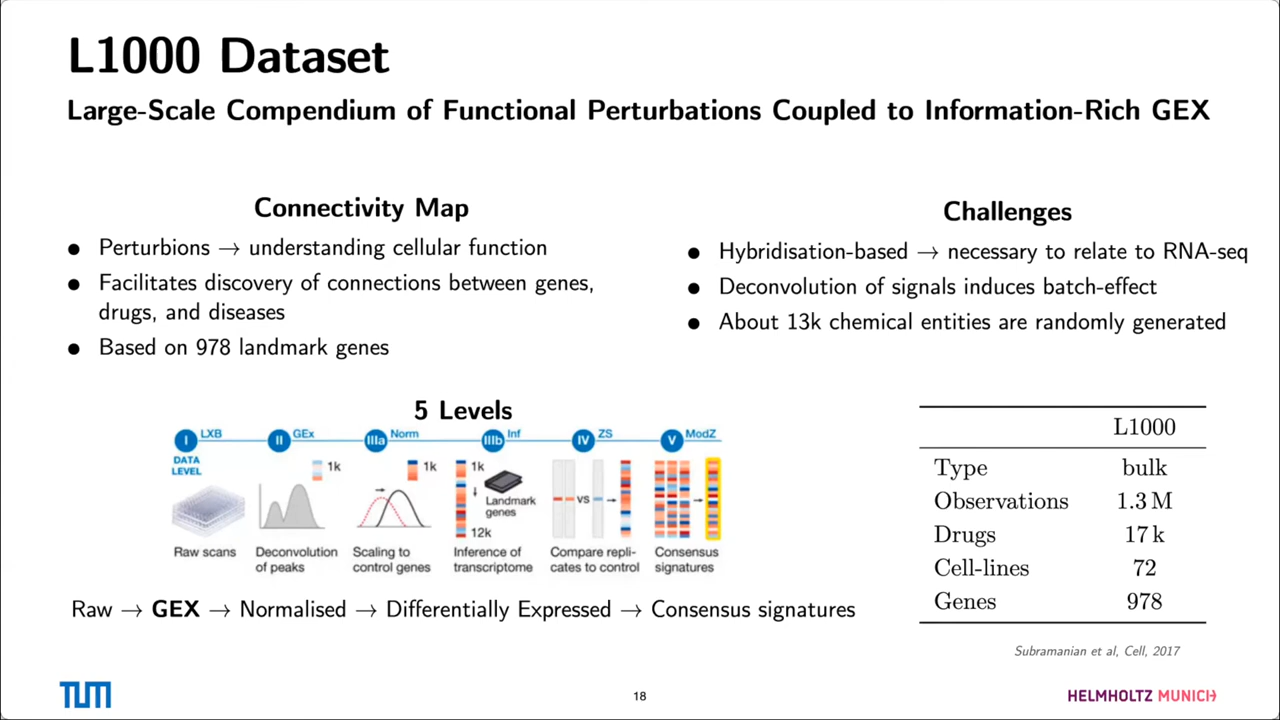 L1000 Dataset
Large-Scale Compendium of Functional Perturbations Coupled to Information-Rich GEX
Connectivity Map
● Perturbions → understanding cellular function
● Facilitates discovery of connections between genes,
drugs, and diseases
● Based on 978 landmark genes
Challenges
● Hybridisation-based → necessary to relate to RNA-seq
● Deconvolution of signals induces batch-effect
● About 13k chemical entities are randomly generated
5 Levels
I LXB II GEx IIIa Norm IIIb Inf IV ZS V ModZ
DATA
LEVEL
1k
1k
1k
Landmark
genes
12k
vs
Raw scans
Deconvolution
of peaks
Scaling to
control genes
Inference of
transcriptome
Compare repli-
cates to control
Consensus
signatures
Raw → GEX → Normalised → Differentially Expressed → Consensus signatures
L1000
Type bulk
Observations 1.3 M
Drugs 17 k
Cell-lines 72
Genes 978
Subramanian et al, Cell, 2017
TUM
18
HELMHOLTZ MUNICH